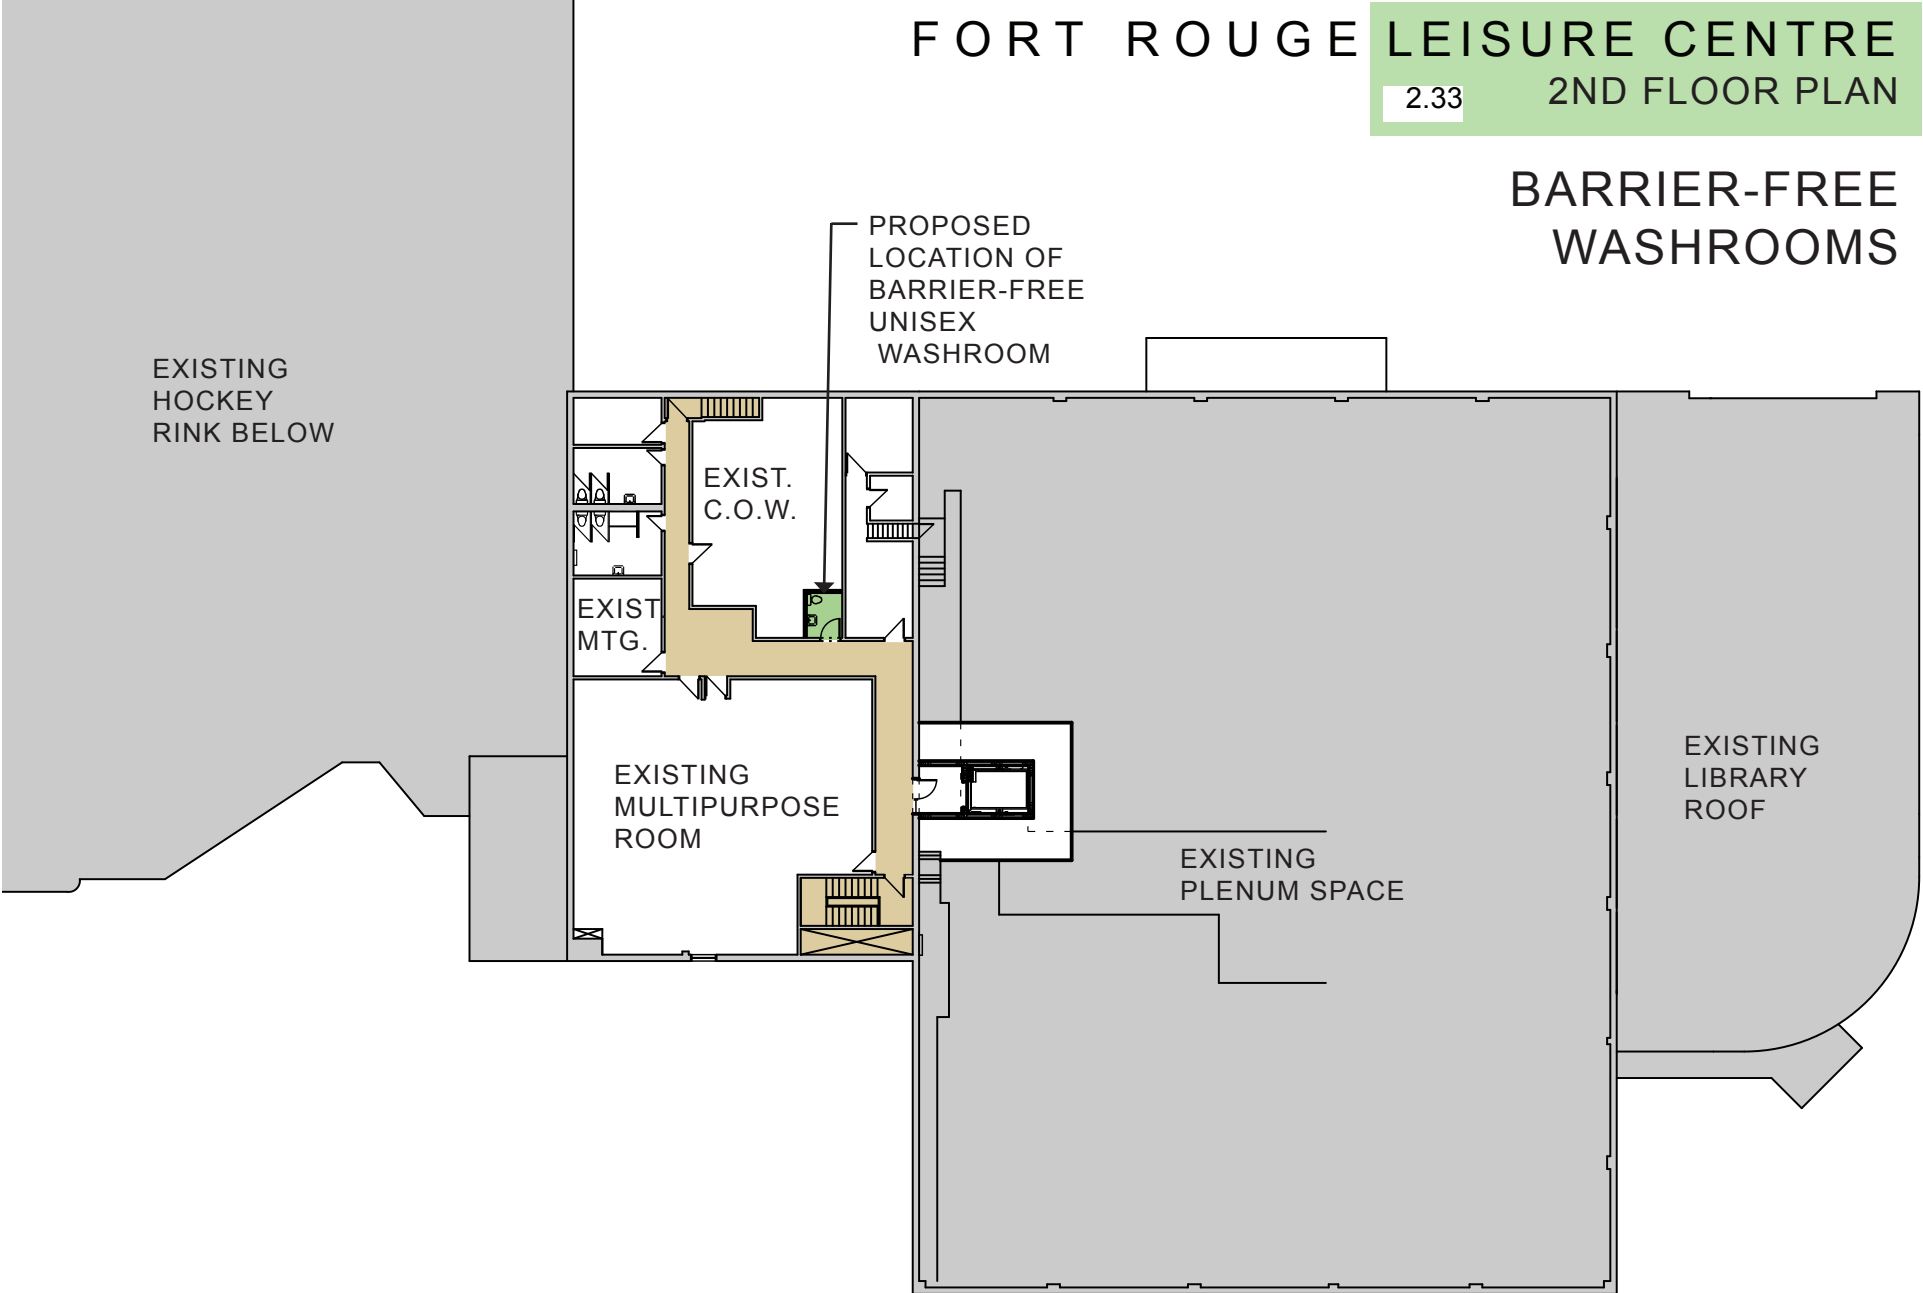 FORT ROUGE LEISURE CENTRE
2.33 2ND FLOOR PLAN
BARRIER-FREE
WASHROOMS
PROPOSED
LOCATION OF
BARRIER-FREE
UNISEX
WASHROOM
EXISTING
HOCKEY
RINK BELOW
EXIST.
C.O.W.
EXIST.
MTG.
EXISTING
MULTIPURPOSE
ROOM
EXISTING
PLENUM SPACE
EXISTING
LIBRARY
ROOF